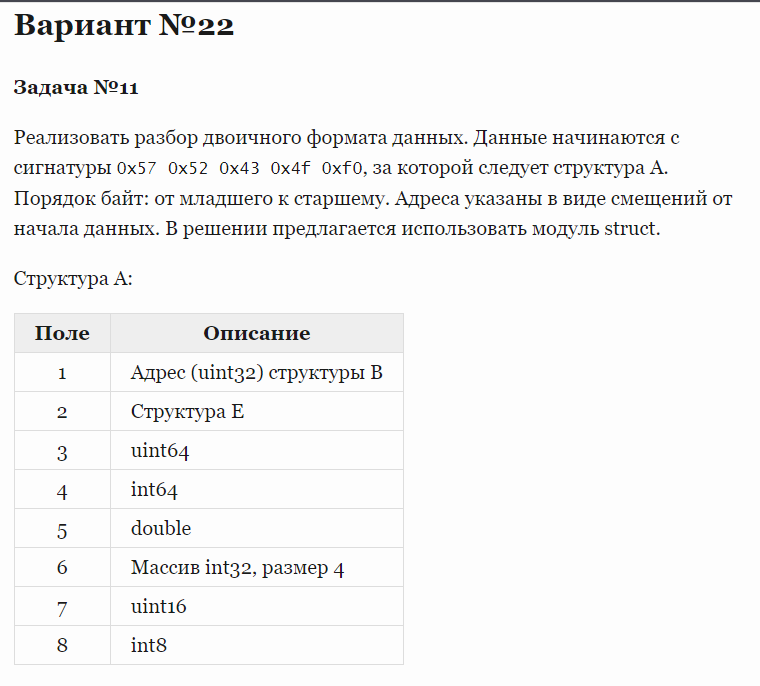 Вариант №22
Задача №11
Реализовать разбор двоичного формата данных. Данные начинаются с
сигнатуры 0x57 0x52 0x43 0x4f 0xf0, за которой следует структура A.
Порядок байт: от младшего к старшему. Адреса указаны в виде смещений от
начала данных. В решении предлагается использовать модуль struct.
Структура A:
Поле Описание
1 Адрес (uint32) структуры B
2 Структура E
3 uint64
4 int64
5 double
6 Массив int32, размер 4
7 uint16
8 int8